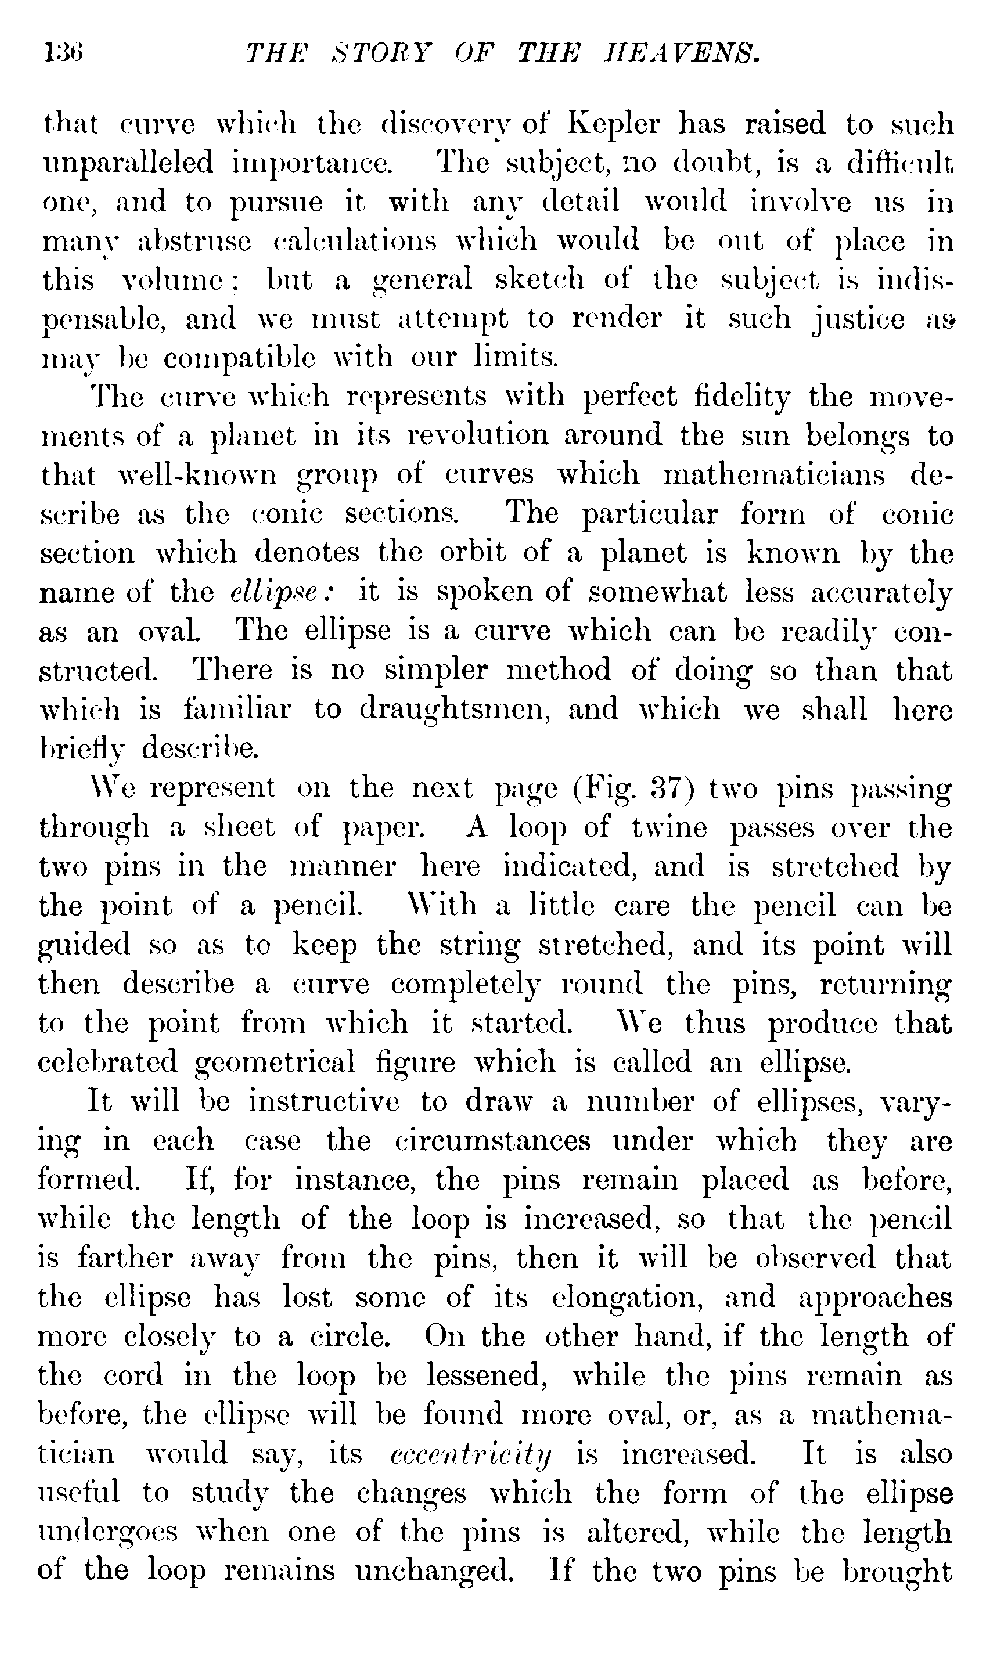 136 THE STORY OF THE HEAVENS.
that curve which the discovery of Kepler has raised to such
unparalleled importance. The subject, no doubt, is a difficult
one, and to pursue it with any detail would involve us in
many abstruse calculations which would be out of place in
this volume; but a general sketch of the subject is indis-
pensable, and we must attempt to render it such justice as
may be compatible with our limits.
The curve which represents with perfect fidelity the move-
ments of a planet in its revolution around the sun belongs to
that well-known group of curves which mathematicians de-
scribe as the conic sections. The particular form of conic
section which denotes the orbit of a planet is known by the
name of the ellipse: it is spoken of somewhat less accurately
as an oval. The ellipse is a curve which can be readily con-
structed. There is no simpler method of doing so than that
which is familiar to draughtsmen, and which we shall here
briefly describe.
We represent on the next page (Fig. 37) two pins passing
through a sheet of paper. A loop of twine passes over the
two pins in the manner here indicated, and is stretched by
the point of a pencil. With a little care the pencil can be
guided so as to keep the string stretched, and its point will
then describe a curve completely round the pins, returning
to the point from which it started. We thus produce that
celebrated geometrical figure which is called an ellipse.
It will be instructive to draw a number of ellipses, vary-
ing in each case the circumstances under which they are
formed. If, for instance, the pins remain placed as before,
while the length of the loop is increased, so that the pencil
is farther away from the pins, then it will be observed that
the ellipse has lost some of its elongation, and approaches
more closely to a circle. On the other hand, if the length of
the cord in the loop be lessened, while the pins remain as
before, the ellipse will be found more oval, or, as a mathema-
tician would say, its eccentricity is increased. It is also
useful to study the changes which the form of the ellipse
undergoes when one of the pins is altered, while the length
of the loop remains unchanged. If the two pins be brought